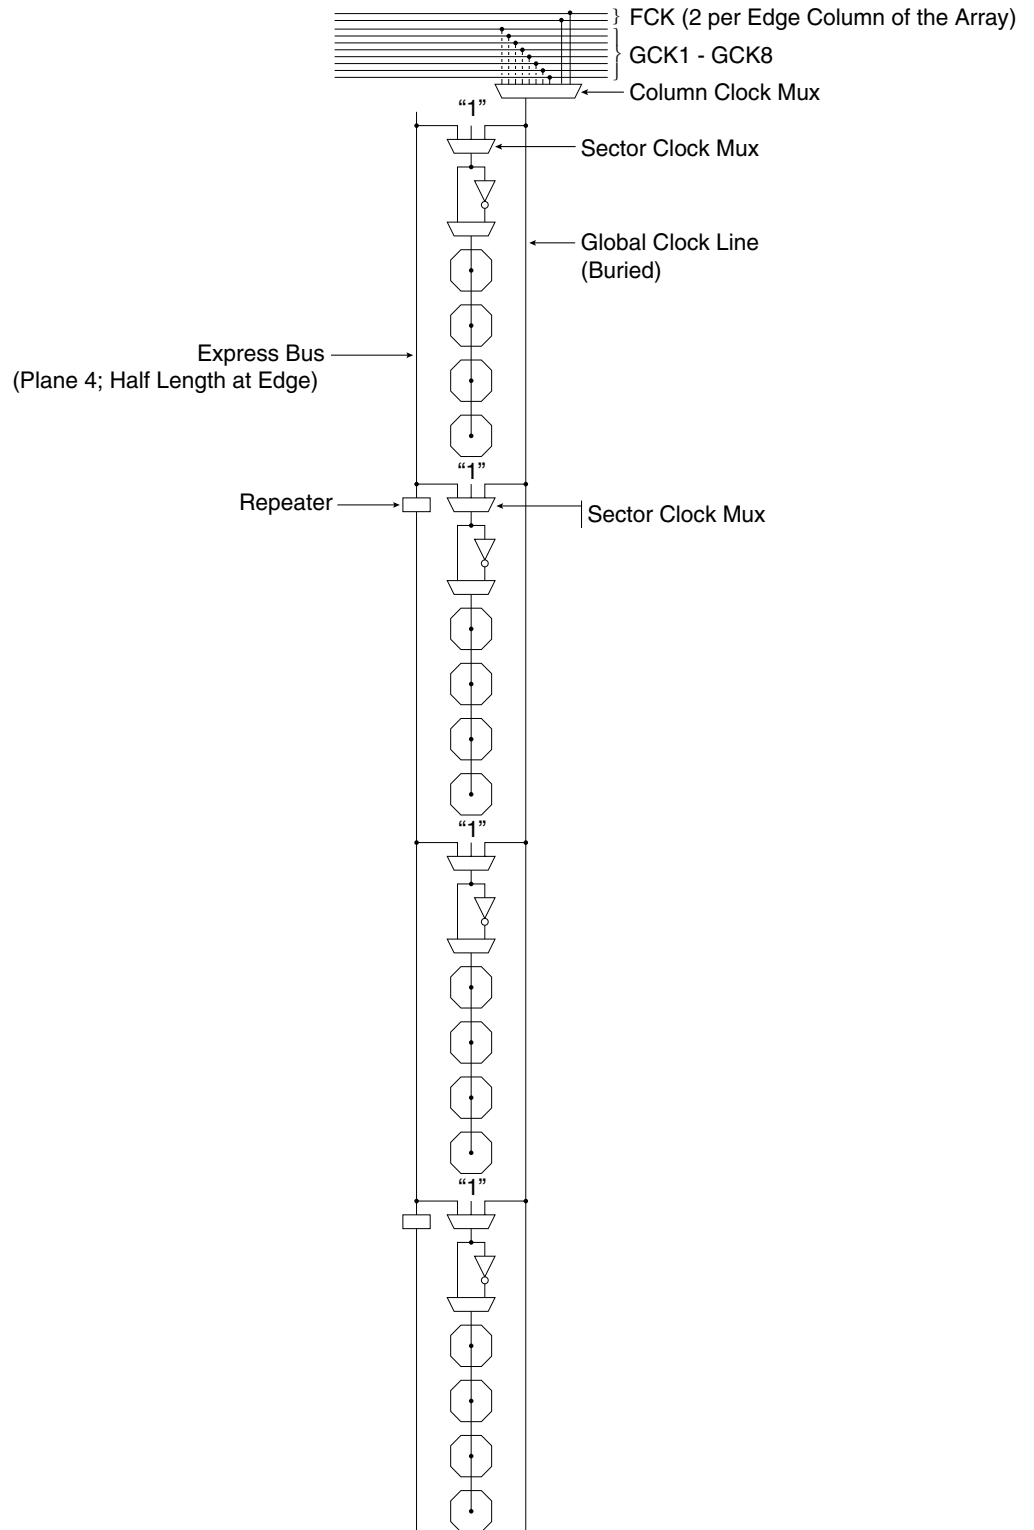 FCK (2 per Edge Column of the Array)
GCK1 - GCK8
Column Clock Mux
“1”
Sector Clock Mux
Global Clock Line
(Buried)
Express Bus
(Plane 4; Half Length at Edge)
“1”
Repeater
Sector Clock Mux
“1”
“1”